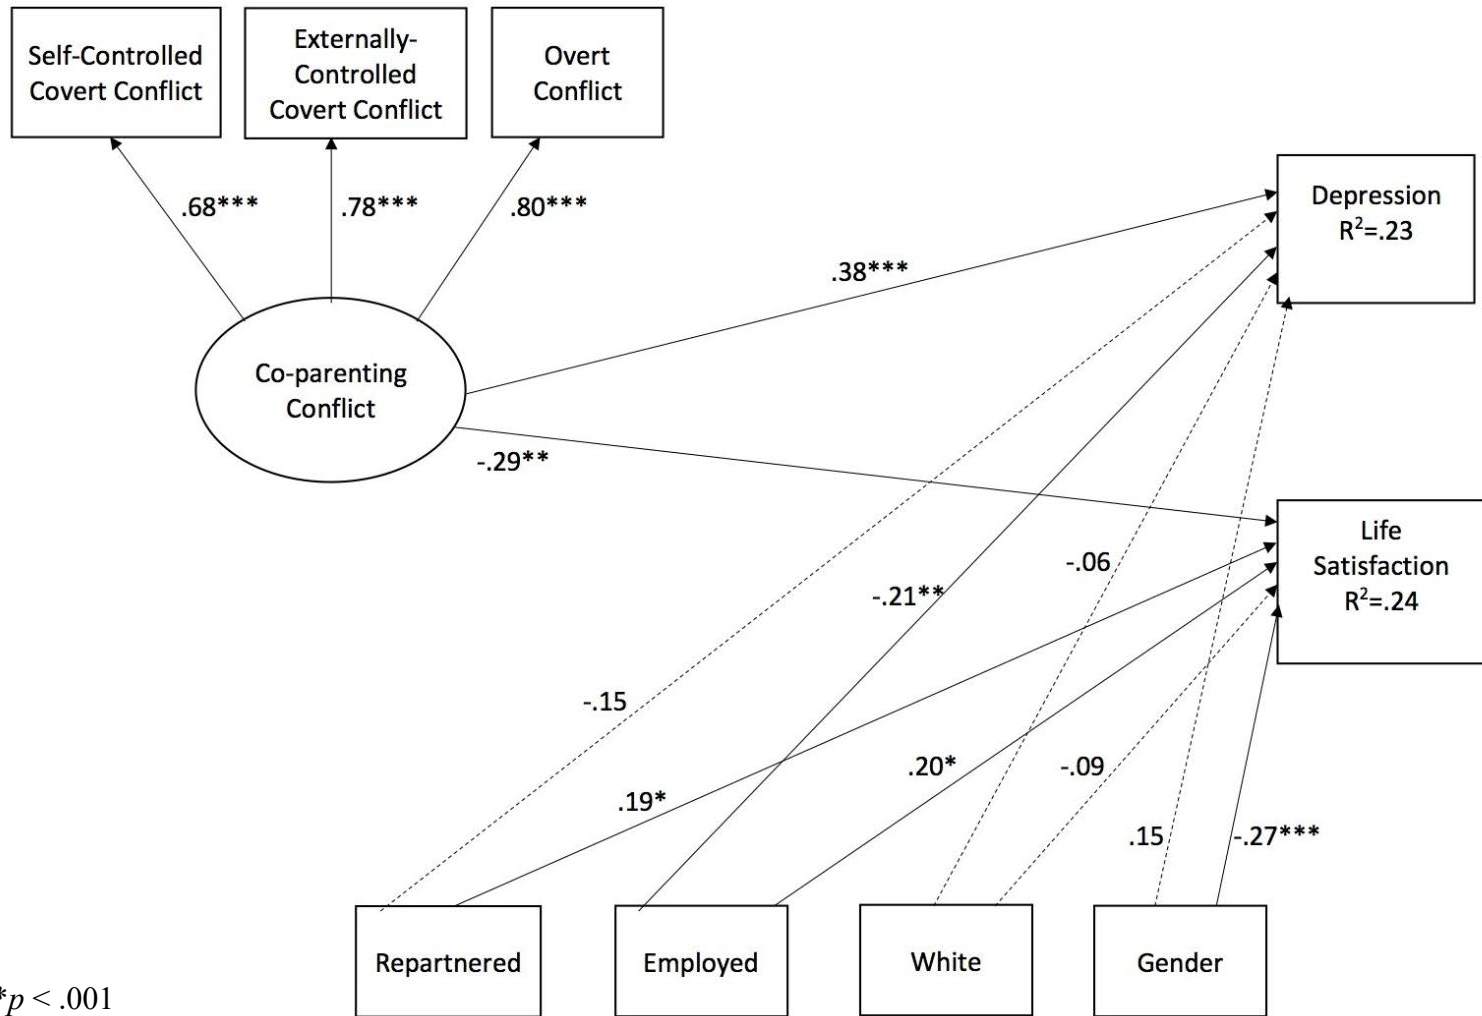 Self-Controlled
Covert Conflict
Externally-
Controlled
Covert Conflict
Overt
Conflict
.68***
.78***
.80***
Depression
R²=.23
.38***
Co-parenting
Conflict
-.29**
Life
Satisfaction
R²=.24
-.06
-.21**
-.15
.20*
-.09
.19*
.15
-.27***
Repartnered
Employed
White
Gender
*p < .001